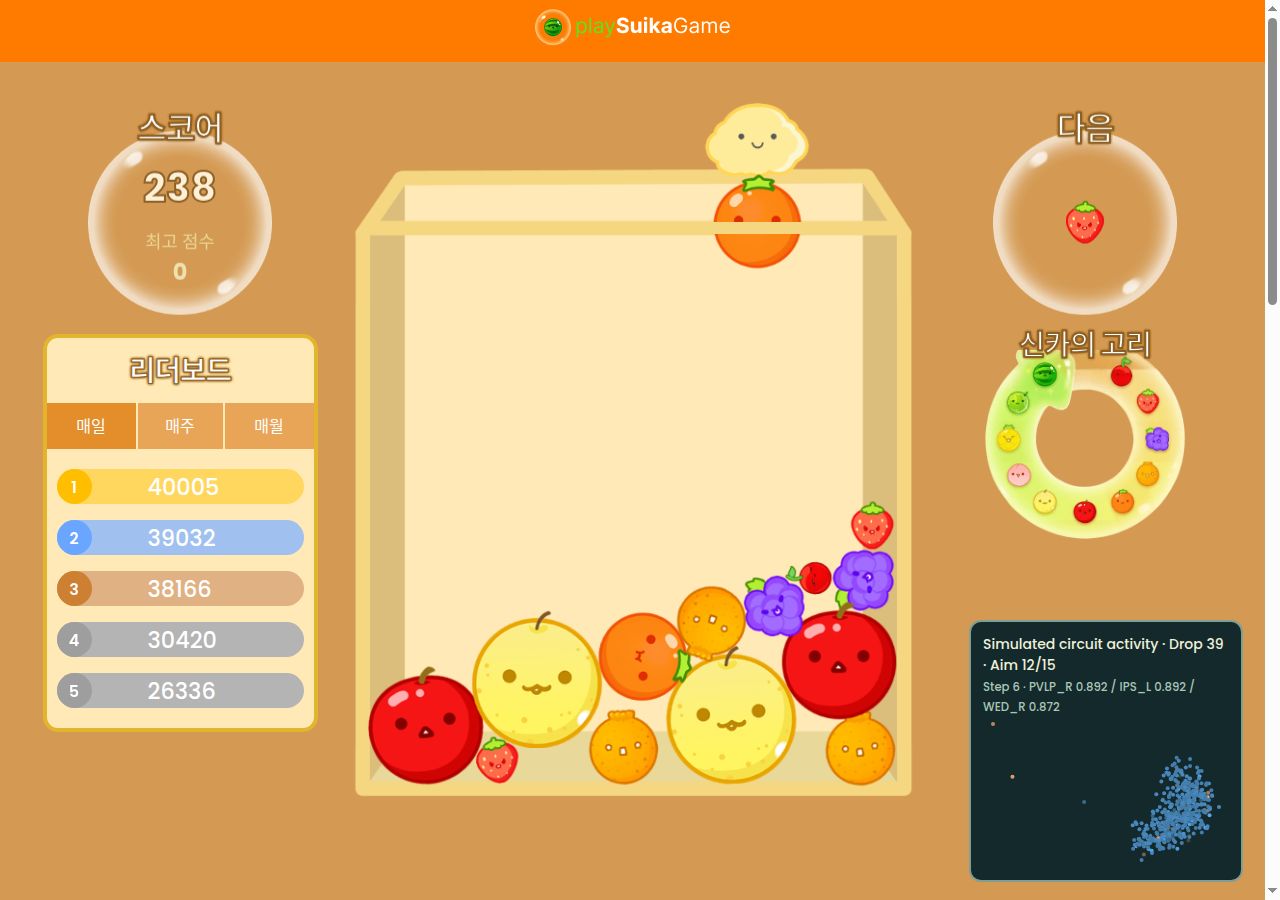 playSuikaGame
스코어
238
최고 점수
0
다음
신카의 고리
리더보드
매일 매주 매월
1 40005
2 39032
3 38166
4 30420
5 26336
Simulated circuit activity · Drop 39
· Aim 12/15
Step 6 · PVLP_R 0.892 / IPS_L 0.892 /
WED_R 0.872